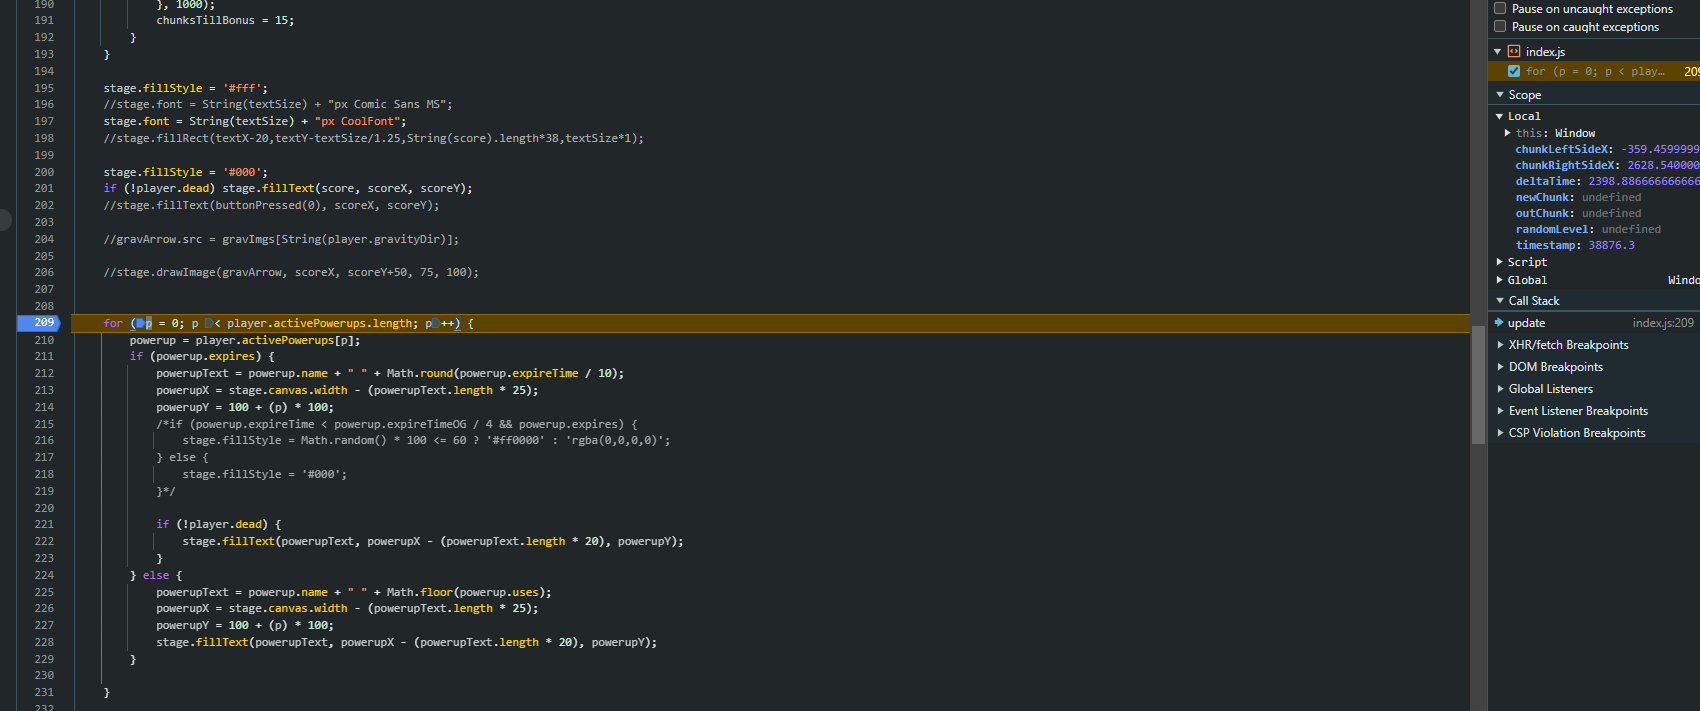 190 }, 1000);
191 chunksTillBonus = 15;
192 }
193 }
194
195 stage.fillStyle = '#fff';
196 //stage.font = String(textSize) + "px Comic Sans MS";
197 stage.font = String(textSize) + "px CoolFont";
198 //stage.fillRect(textX-20,textY-textSize/1.25,String(score).length*38,textSize*1);
199
200 stage.fillStyle = '#000';
201 if (!player.dead) stage.fillText(score, scoreX, scoreY);
202 //stage.fillText(buttonPressed(0), scoreX, scoreY);
203
204 //gravArrow.src = gravImgs[String(player.gravityDir)];
205
206 //stage.drawImage(gravArrow, scoreX, scoreY+50, 75, 100);
207
208
209 for (p = 0; p < player.activePowerups.length; p++) {
210 powerup = player.activePowerups[p];
211 if (powerup.expires) {
212 powerupText = powerup.name + " " + Math.round(powerup.expireTime / 10);
213 powerupX = stage.canvas.width - (powerupText.length * 25);
214 powerupY = 100 + (p) * 100;
215 /*if (powerup.expireTime < powerup.expireTimeOG / 4 && powerup.expires) {
216 stage.fillStyle = Math.random() * 100 <= 60 ? '#ff0000' : 'rgba(0,0,0,0)';
217 } else {
218 stage.fillStyle = '#000';
219 }*/
220
221 if (!player.dead) {
222 stage.fillText(powerupText, powerupX - (powerupText.length * 20), powerupY);
223 }
224 } else {
225 powerupText = powerup.name + " " + Math.floor(powerup.uses);
226 powerupX = stage.canvas.width - (powerupText.length * 25);
227 powerupY = 100 + (p) * 100;
228 stage.fillText(powerupText, powerupX - (powerupText.length * 20), powerupY);
229 }
230
231 }
232
Pause on uncaught exceptions
Pause on caught exceptions
index.js
for (p = 0; p < play… 209
Scope
Local
this: Window
chunkLeftSideX: -359.4599999
chunkRightSideX: 2628.540000
deltaTime: 2398.886666666666
newChunk: undefined
outChunk: undefined
randomLevel: undefined
timestamp: 38876.3
Script
Global Windo
Call Stack
update index.js:209
XHR/fetch Breakpoints
DOM Breakpoints
Global Listeners
Event Listener Breakpoints
CSP Violation Breakpoints